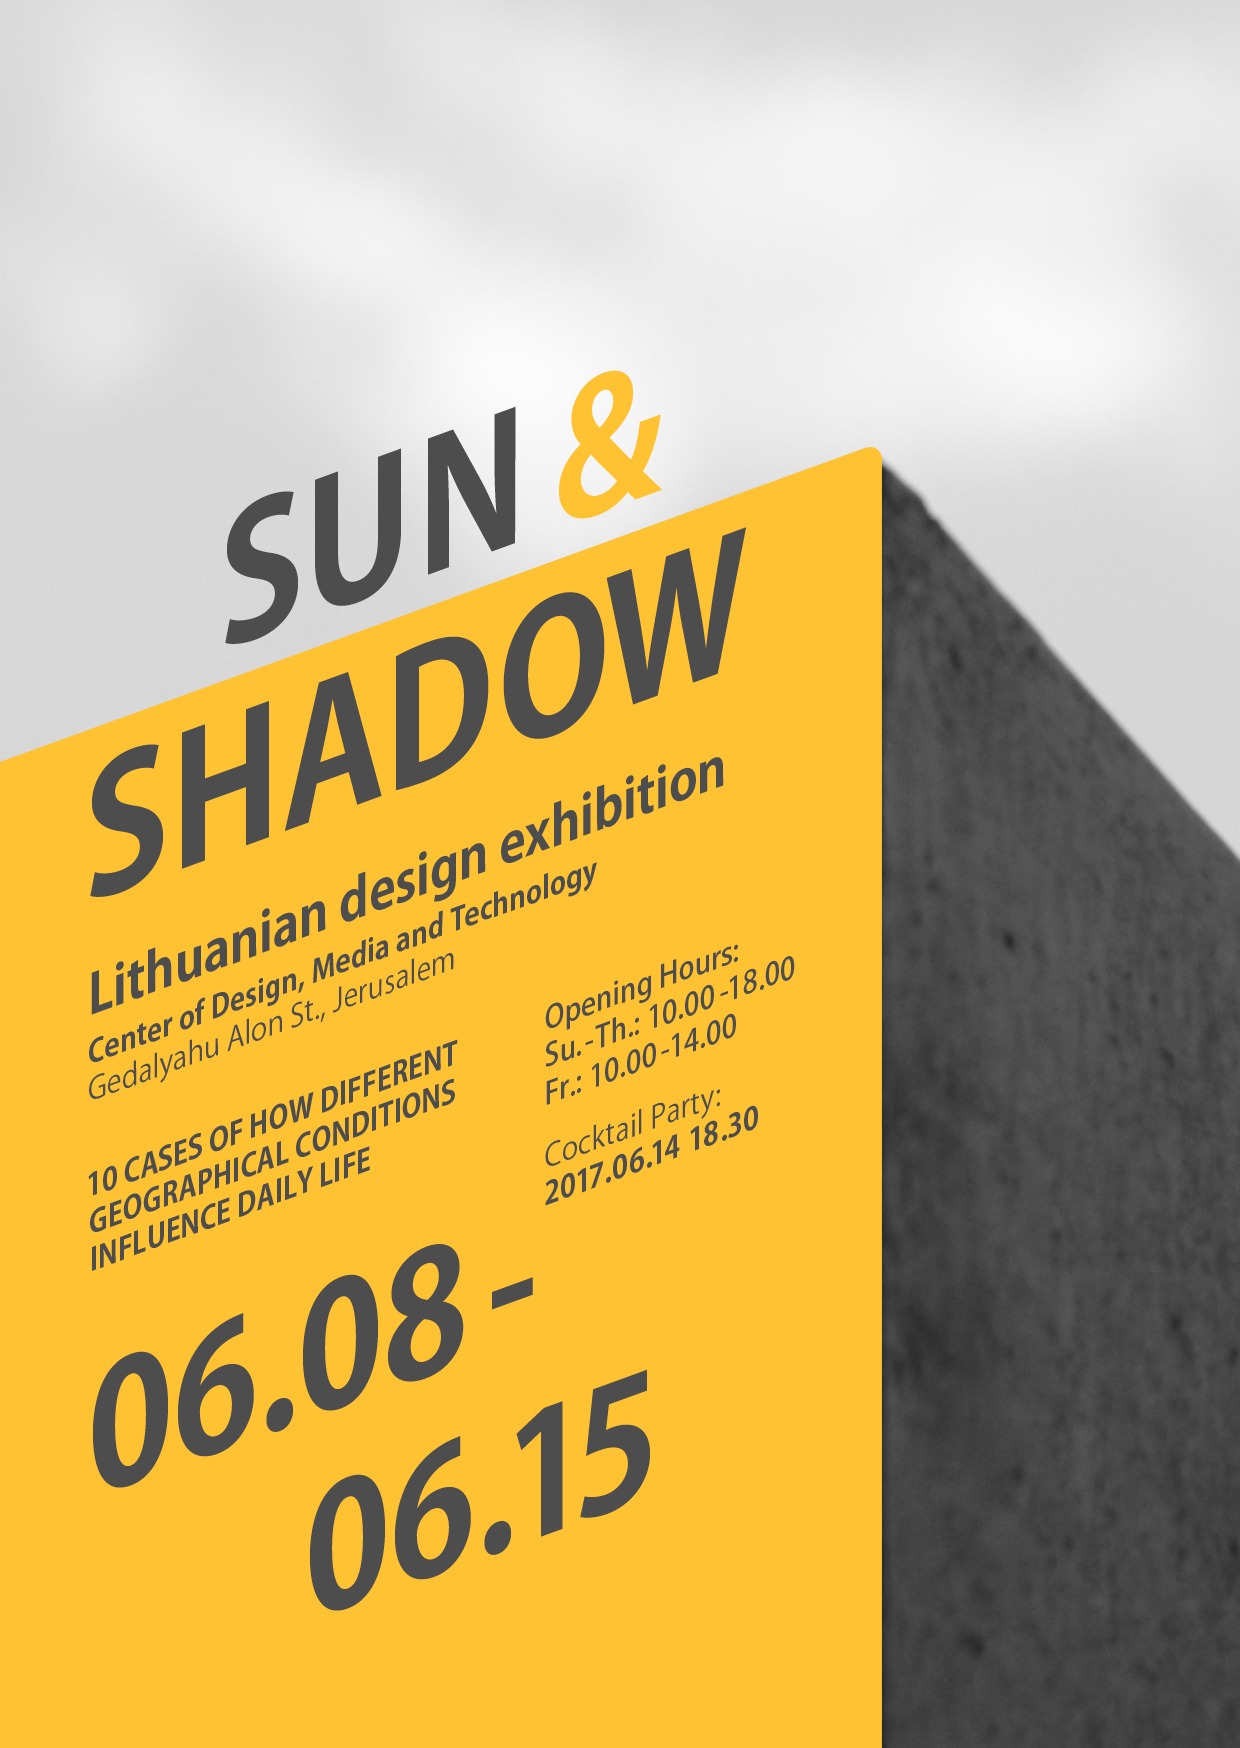 SUN &
SHADOW
Lithuanian design exhibition
Center of Design, Media and Technology
Gedalyahu Alon St., Jerusalem
10 CASES OF HOW DIFFERENT
GEOGRAPHICAL CONDITIONS
INFLUENCE DAILY LIFE
Opening Hours:
Su.-Th.: 10.00-18.00
Fr.: 10.00-14.00
Cocktail Party:
2017.06.14 18.30
06.08-
06.15